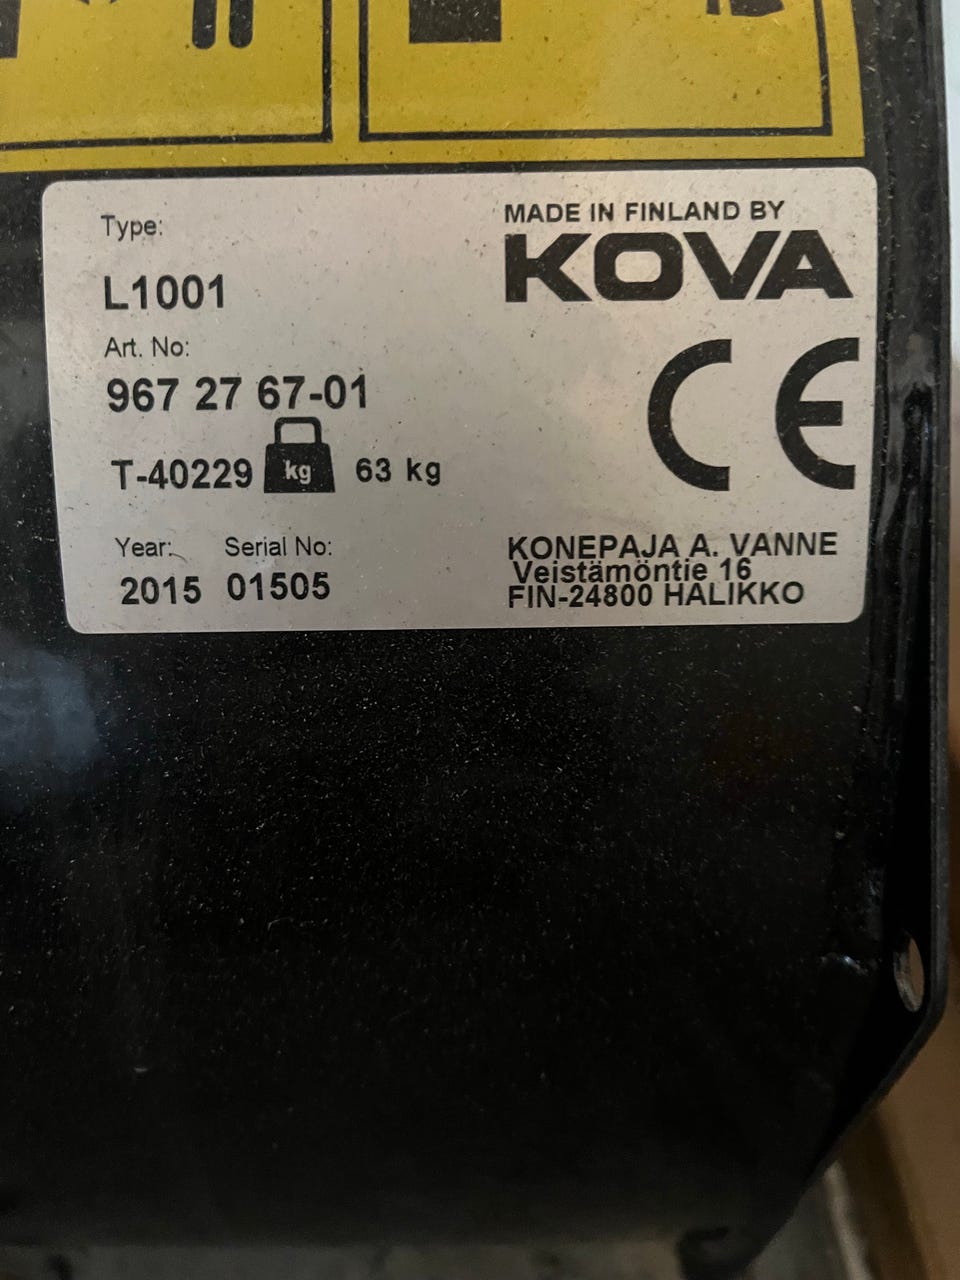 Type:
L1001
Art. No:
967 27 67-01
T-40229 kg 63 kg
Year: Serial No:
2015 01505
MADE IN FINLAND BY
KOVA
CE
KONEPAJA A. VANNE
Veistämöntie 16
FIN-24800 HALIKKO